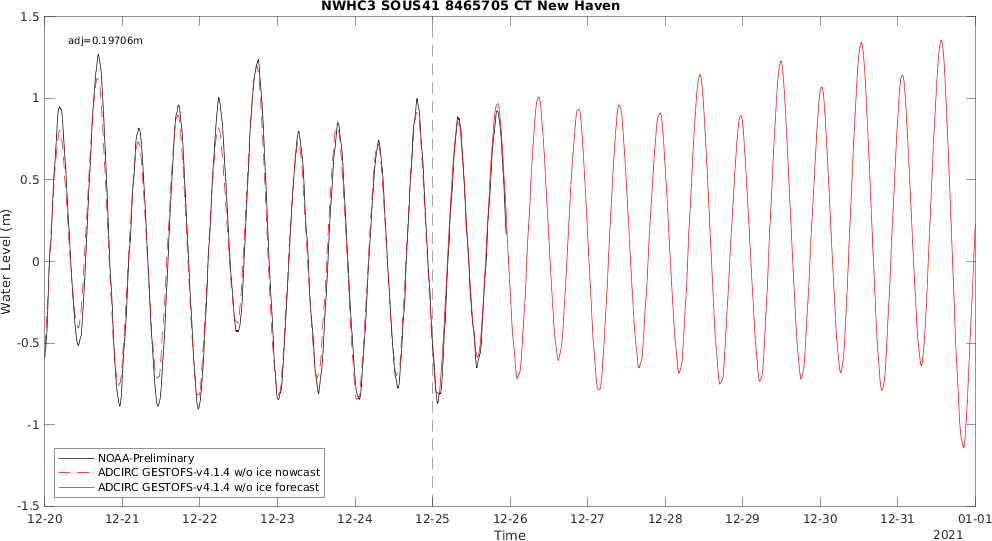 NWHC3 SOUS41 8465705 CT New Haven
adj=0.19706m
1.5
1
0.5
0
-0.5
-1
-1.5
Water Level (m)
NOAA-Preliminary
ADCIRC GESTOFS-v4.1.4 w/o ice nowcast
ADCIRC GESTOFS-v4.1.4 w/o ice forecast
12-20 12-21 12-22 12-23 12-24 12-25 12-26 12-27 12-28 12-29 12-30 12-31 01-01
Time
2021